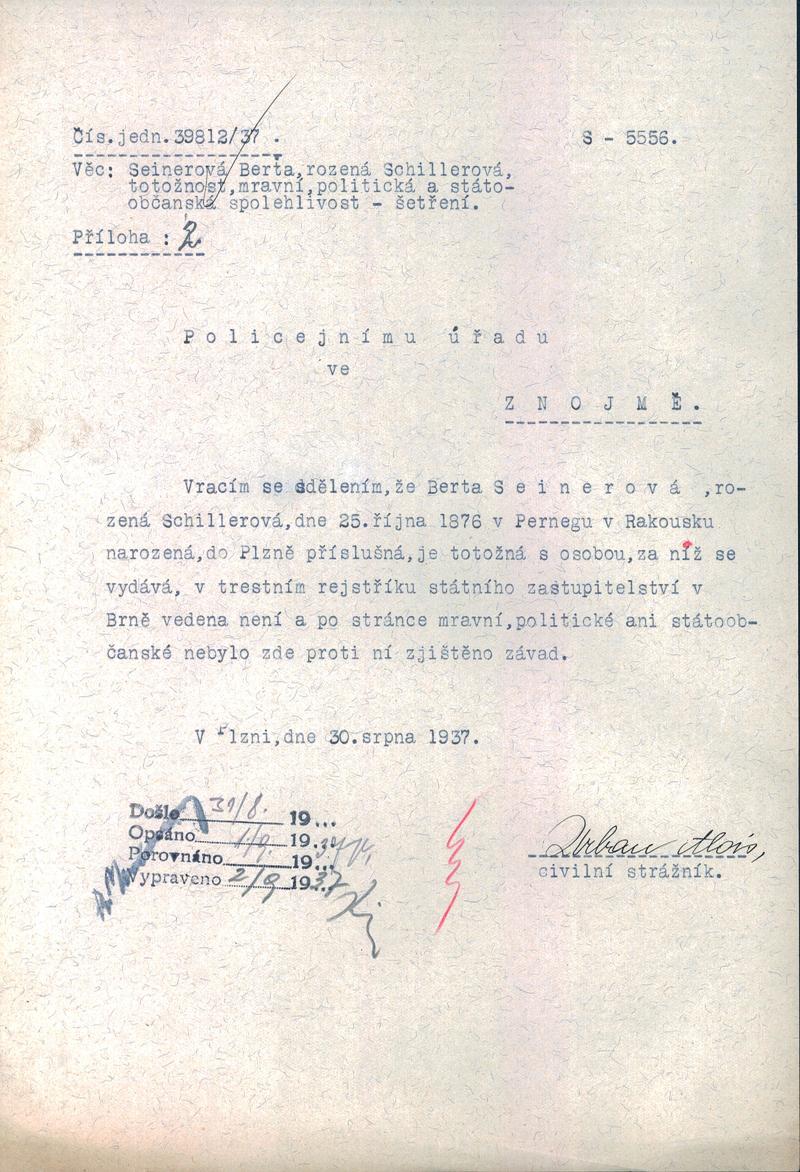 Čís.jedn.39812/37 .
S - 5556.
Věc: Seinerová Berta,rozená Schillerová,
totožnost,mravní,politická a státo-
občanská spolehlivost - šetření.
Příloha : 2.
Policejnímu úřadu
ve
ZNOJMĚ.
Vracím se sdělením,že Berta Seinerová ,ro-
zená Schillerová,dne 25.října 1876 v Pernegu v Rakousku
narozená,do Plzně příslušná,je totožná s osobou,za níž se
vydává, v trestním rejstříku státního zastupitelství v
Brně vedena není a po stránce mravní,politické ani státoob-
čanské nebylo zde proti ní zjištěno závad.
V Plzni,dne 30.srpna 1937.
Došlo 31/8. 19...
Opsáno 1/9. 19...
Porovnáno 19...
Vypraveno 2/9 1937
Urban Alois,
civilní strážník.